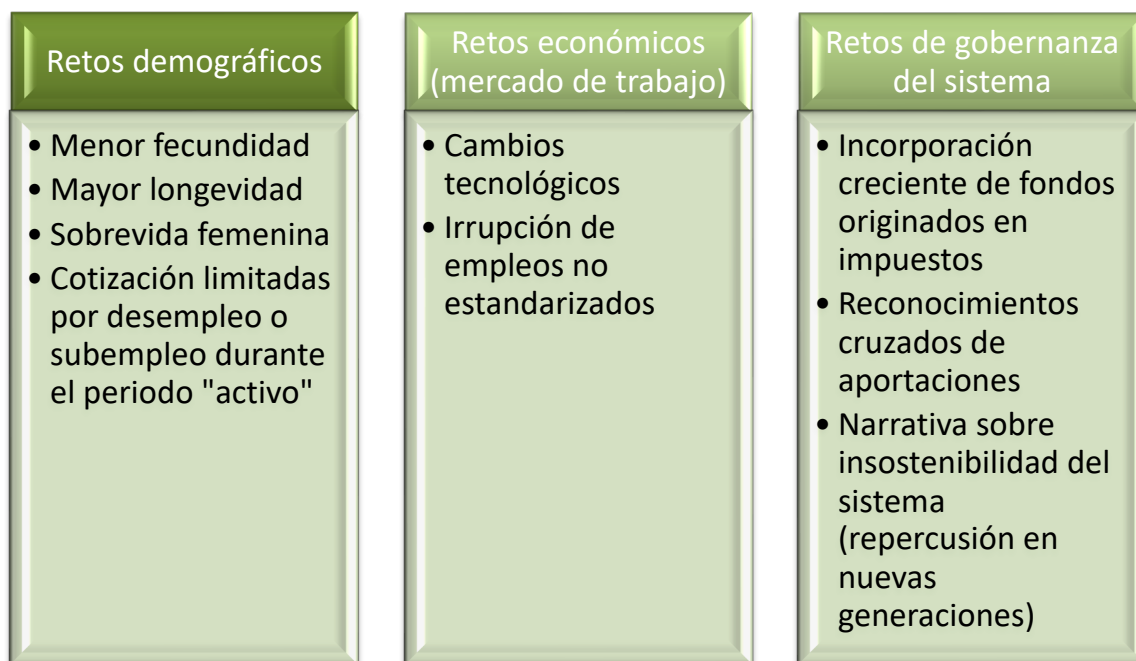 Retos demográficos
• Menor fecundidad
• Mayor longevidad
• Sobrevida femenina
• Cotización limitadas
por desempleo o
subempleo durante
el periodo "activo"
Retos económicos
(mercado de trabajo)
• Cambios
tecnológicos
• Irrupción de
empleos no
estandarizados
Retos de gobernanza
del sistema
• Incorporación
creciente de fondos
originados en
impuestos
• Reconocimientos
cruzados de
aportaciones
• Narrativa sobre
insostenibilidad del
sistema
(repercusión en
nuevas
generaciones)